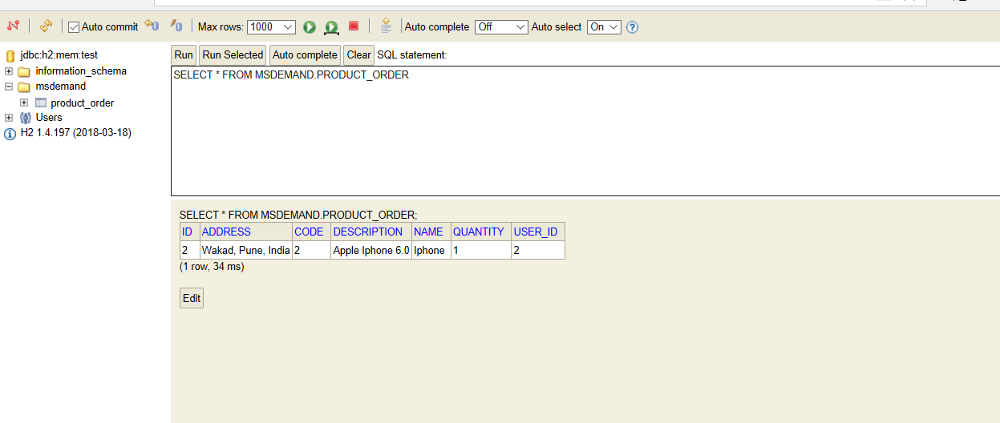 Auto commit Max rows: 1000 Auto complete Off Auto select On ?
jdbc:h2:mem:test
information_schema
msdemand
product_order
Users
H2 1.4.197 (2018-03-18)
Run Run Selected Auto complete Clear SQL statement:
SELECT * FROM MSDEMAND.PRODUCT_ORDER
SELECT * FROM MSDEMAND.PRODUCT_ORDER;
ID ADDRESS CODE DESCRIPTION NAME QUANTITY USER_ID
2 Wakad, Pune, India 2 Apple Iphone 6.0 Iphone 1 2
(1 row, 34 ms)
Edit